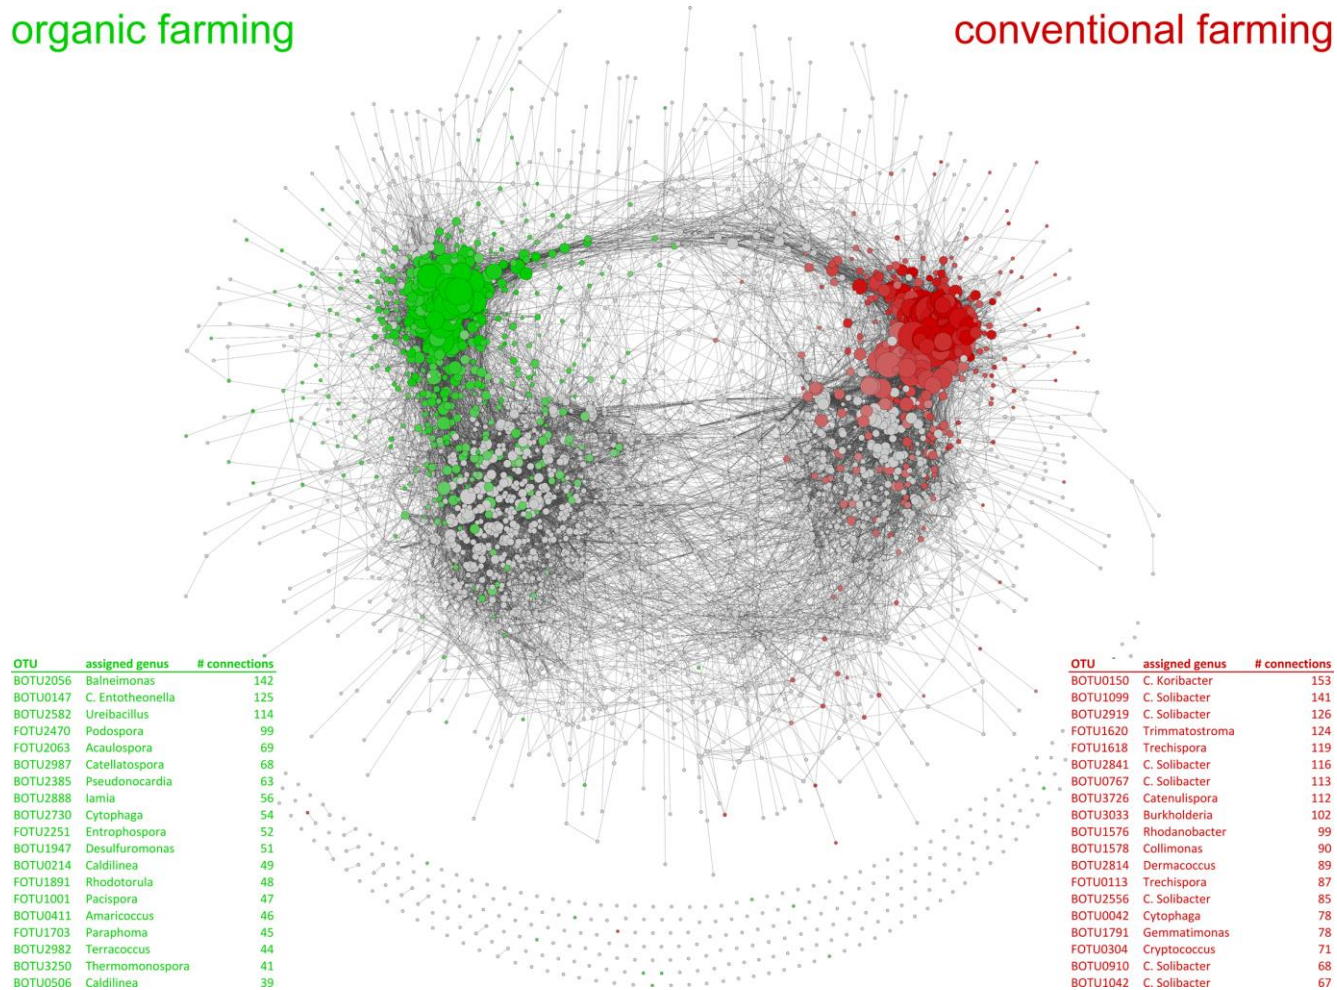 organic farming
conventional farming
OTU assigned genus # connections
BOTU2056 Balneimonas 142
BOTU0147 C. Entotheonella 125
BOTU2582 Ureibacillus 114
FOTU2470 Podospora 99
FOTU2063 Acaulospora 69
BOTU2987 Catellatospora 68
BOTU2385 Pseudonocardia 63
BOTU2888 Iamia 56
BOTU2730 Cytophaga 54
FOTU2251 Entrophospora 52
BOTU1947 Desulfuromonas 51
BOTU0214 Caldilinea 49
FOTU1891 Rhodotorula 48
FOTU1001 Pacispora 47
BOTU0411 Amaricoccus 46
FOTU1703 Paraphoma 45
BOTU2982 Terracoccus 44
BOTU3250 Thermomonospora 41
BOTU0506 Caldilinea 39
OTU assigned genus # connections
BOTU0150 C. Koribacter 153
BOTU1099 C. Solibacter 141
BOTU2919 C. Solibacter 126
FOTU1620 Trimmatostroma 124
FOTU1618 Trechispora 119
BOTU2841 C. Solibacter 116
BOTU0767 C. Solibacter 113
BOTU3726 Catenulispora 112
BOTU3033 Burkholderia 102
BOTU1576 Rhodanobacter 99
BOTU1578 Collimonas 90
BOTU2814 Dermacoccus 89
FOTU0113 Trechispora 87
BOTU2556 C. Solibacter 85
BOTU0042 Cytophaga 78
BOTU1791 Gemmatimonas 78
FOTU0304 Cryptococcus 71
BOTU0910 C. Solibacter 68
BOTU1042 C. Solibacter 67